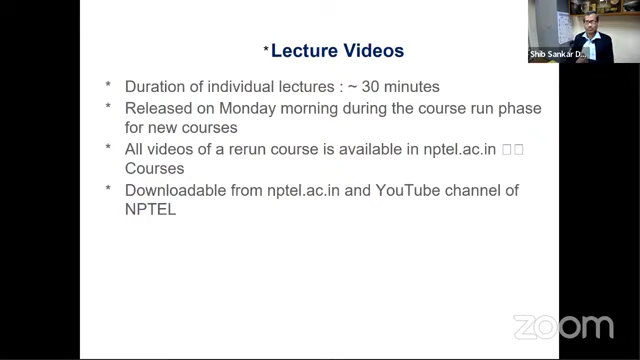 * Lecture Videos
Shib Sankar D...
* Duration of individual lectures : ~ 30 minutes
* Released on Monday morning during the course run phase
for new courses
* All videos of a rerun course is available in nptel.ac.in □□
Courses
* Downloadable from nptel.ac.in and YouTube channel of
NPTEL
zoom